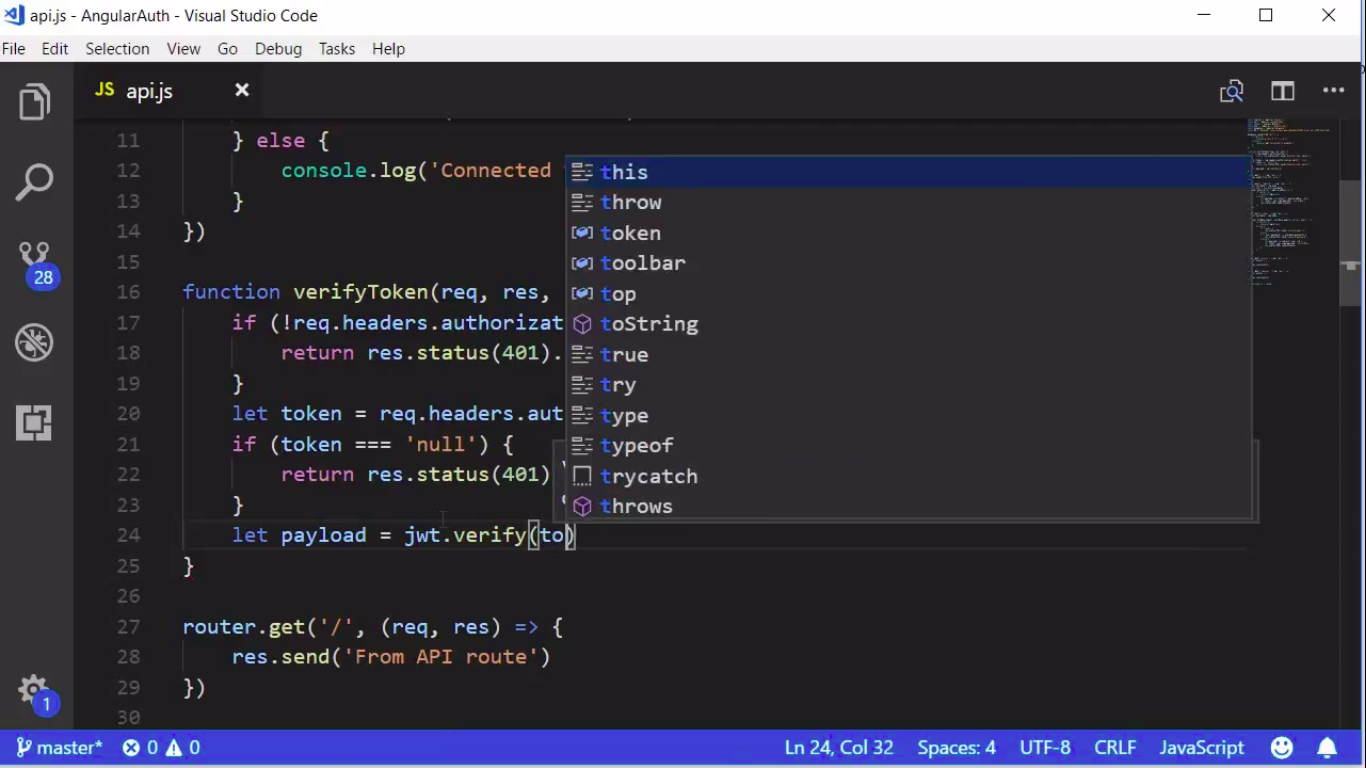 api.js - AngularAuth - Visual Studio Code
File Edit Selection View Go Debug Tasks Help
JS api.js
11 } else {
12 console.log('Connected
13 }
14 })
15
16 function verifyToken(req, res,
17 if (!req.headers.authorizat
18 return res.status(401).
19 }
20 let token = req.headers.aut
21 if (token === 'null') {
22 return res.status(401)
23 }
24 let payload = jwt.verify(to)
25 }
26
27 router.get('/', (req, res) => {
28 res.send('From API route')
29 })
30
this
throw
token
toolbar
top
toString
true
try
type
typeof
trycatch
throws
28
1
master* 0 0 Ln 24, Col 32 Spaces: 4 UTF-8 CRLF JavaScript